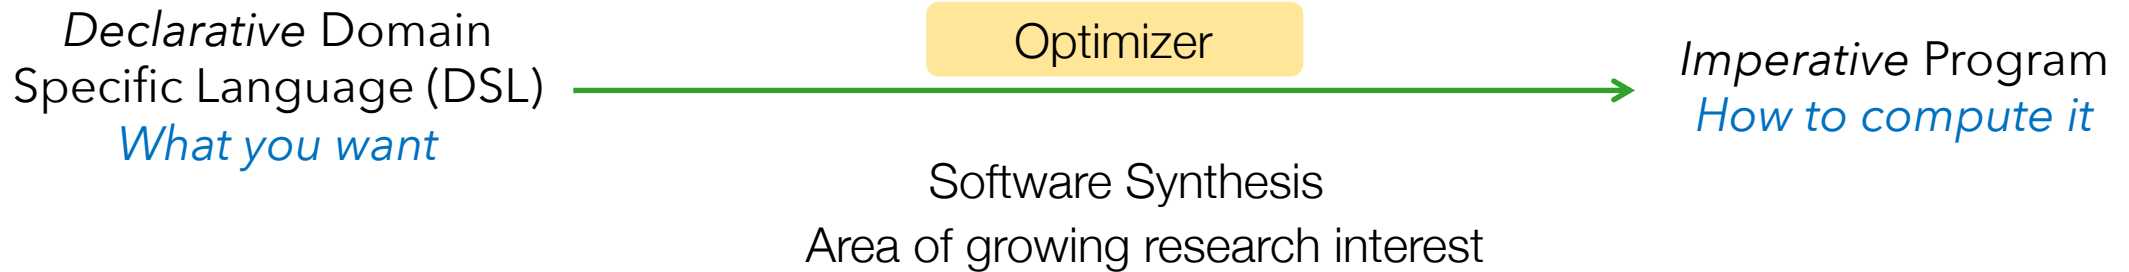 Declarative Domain
Specific Language (DSL)
What you want
Optimizer
Software Synthesis
Area of growing research interest
Imperative Program
How to compute it